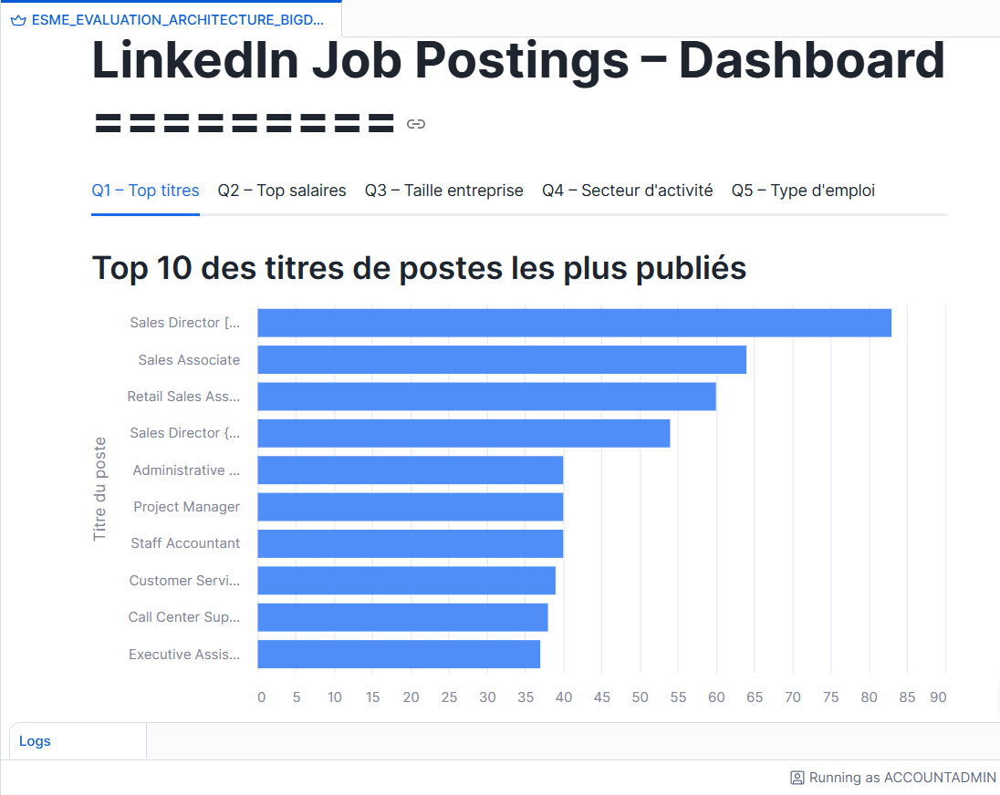 ESME_EVALUATION_ARCHITECTURE_BIGD...
LinkedIn Job Postings – Dashboard
=========
Q1 – Top titres Q2 – Top salaires Q3 – Taille entreprise Q4 – Secteur d'activité Q5 – Type d'emploi
Top 10 des titres de postes les plus publiés
Titre du poste
Sales Director [...
Sales Associate
Retail Sales Ass...
Sales Director {...
Administrative ...
Project Manager
Staff Accountant
Customer Servi...
Call Center Sup...
Executive Assis...
0 5 10 15 20 25 30 35 40 45 50 55 60 65 70 75 80 85 90
Logs
Running as ACCOUNTADMIN